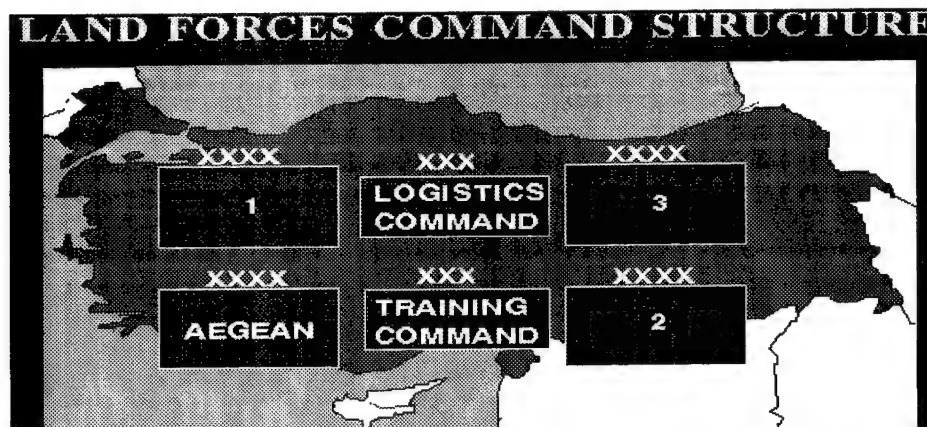 LAND FORCES COMMAND STRUCTURE
XXXX
1
XXX
LOGISTICS
COMMAND
XXXX
3
XXXX
AEGEAN
XXX
TRAINING
COMMAND
XXXX
2